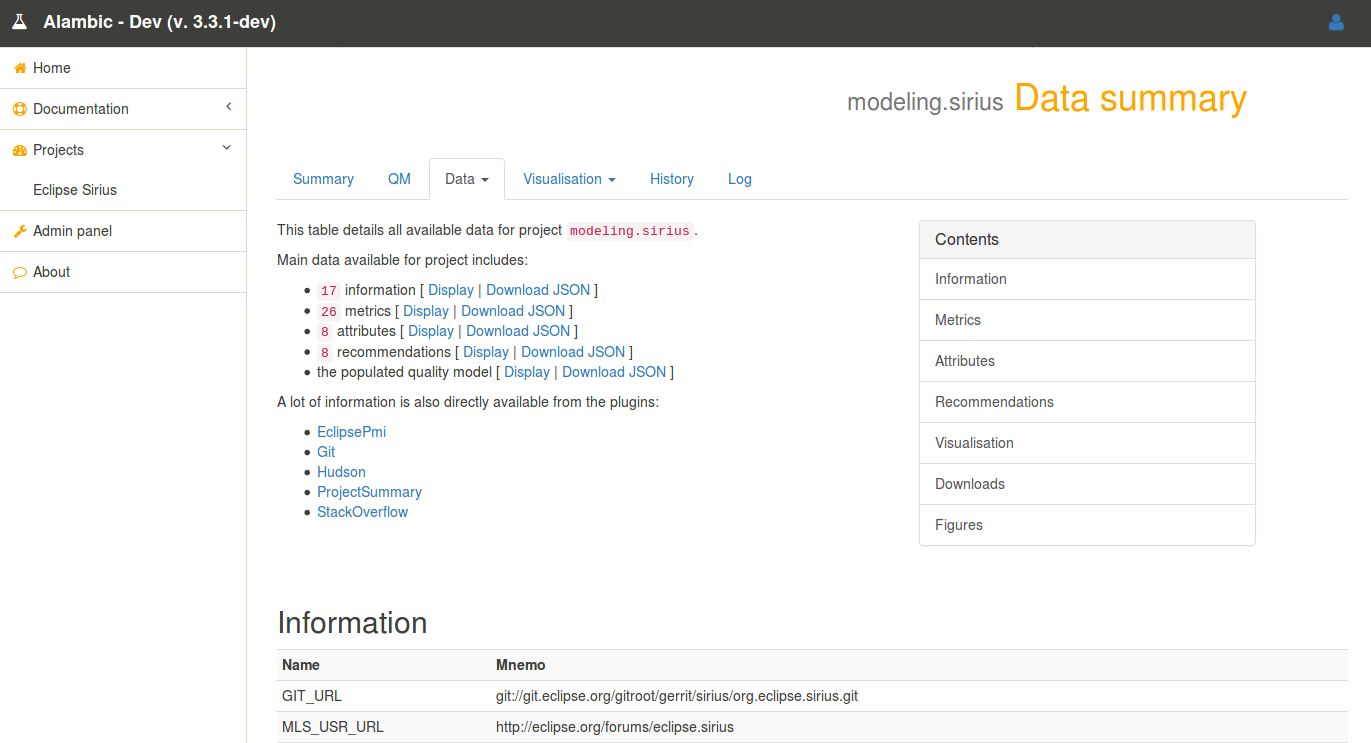 Alambic - Dev (v. 3.3.1-dev)
Home
Documentation
Projects
Eclipse Sirius
Admin panel
About
modeling.sirius Data summary
Summary QM Data Visualisation History Log
This table details all available data for project modeling.sirius.
Main data available for project includes:
• 17 information [ Display | Download JSON ]
• 26 metrics [ Display | Download JSON ]
• 8 attributes [ Display | Download JSON ]
• 8 recommendations [ Display | Download JSON ]
• the populated quality model [ Display | Download JSON ]
A lot of information is also directly available from the plugins:
• EclipsePmi
• Git
• Hudson
• ProjectSummary
• StackOverflow
Contents
Information
Metrics
Attributes
Recommendations
Visualisation
Downloads
Figures
Information
Name Mnemo
GIT_URL git://git.eclipse.org/gitroot/gerrit/sirius/org.eclipse.sirius.git
MLS_USR_URL http://eclipse.org/forums/eclipse.sirius